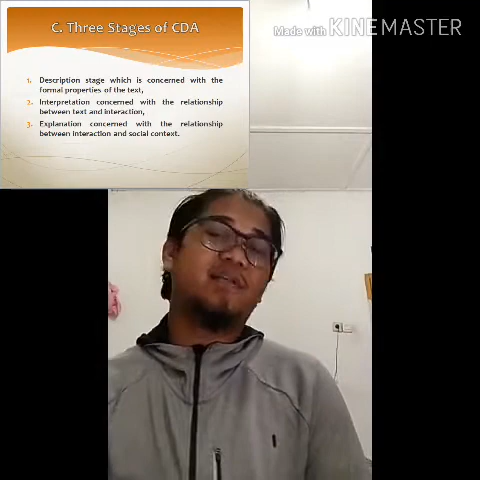 C. Three Stages of CDA
Made with KINEMASTER
1. Description stage which is concerned with the
formal properties of the text,
2. Interpretation concerned with the relationship
between text and interaction,
3. Explanation concerned with the relationship
between interaction and social context.